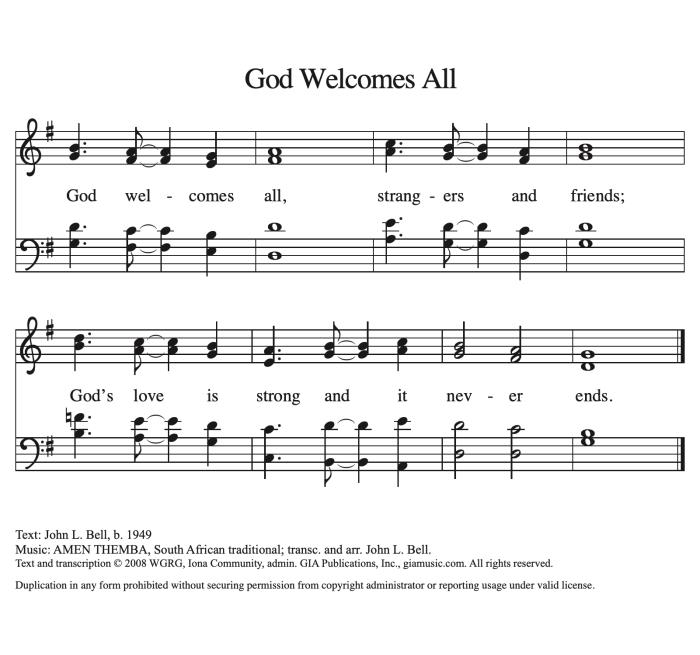 God Welcomes All
God wel - comes all, strang - ers and friends;
God's love is strong and it nev - er ends.
Text: John L. Bell, b. 1949
Music: AMEN THEMBA, South African traditional; transc. and arr. John L. Bell.
Text and transcription © 2008 WGRG, Iona Community, admin. GIA Publications, Inc., giamusic.com. All rights reserved.
Duplication in any form prohibited without securing permission from copyright administrator or reporting usage under valid license.